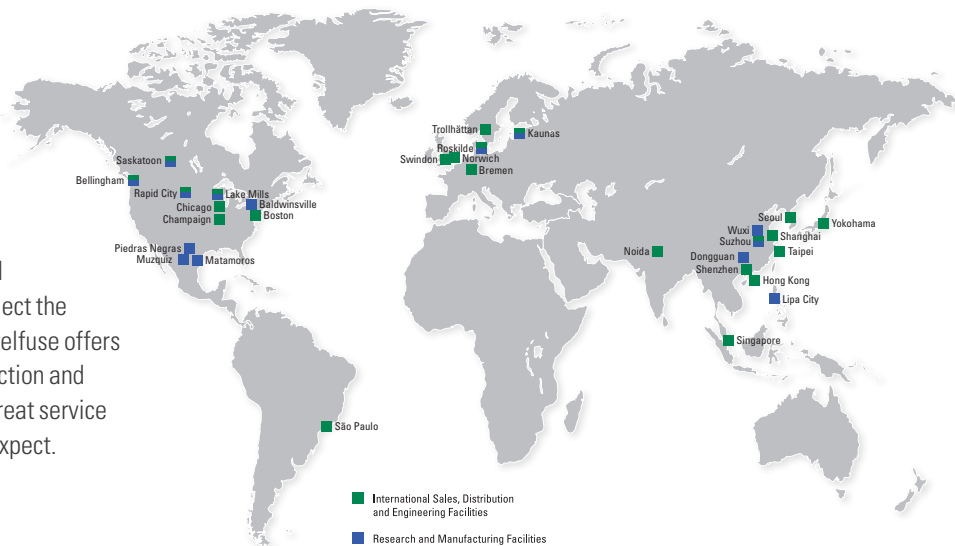 Trollhättan
Kaunas
Roskilde
Saskatoon
Swindon
Norwich
Bremen
Bellingham
Rapid City
Lake Mills
Baldwinsville
Chicago
Boston
Champaign
Seoul
Yokohama
Wuxi
Shanghai
Suzhou
Piedras Negras
Noida
Taipei
Dongguan
Muzquiz
Matamoros
Shenzhen
Hong Kong
Lipa City
ect the
elfuse offers
Singapore
ction and
reat service
São Paulo
xpect.
International Sales, Distribution
and Engineering Facilities
Research and Manufacturing Facilities